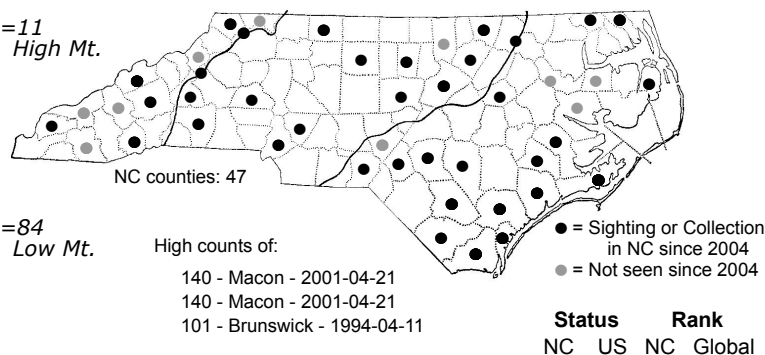 =11
High Mt.
NC counties: 47
=84
Low Mt.
High counts of:
140 - Macon - 2001-04-21
140 - Macon - 2001-04-21
101 - Brunswick - 1994-04-11
= Sighting or Collection
in NC since 2004
= Not seen since 2004
Status Rank
NC US NC Global